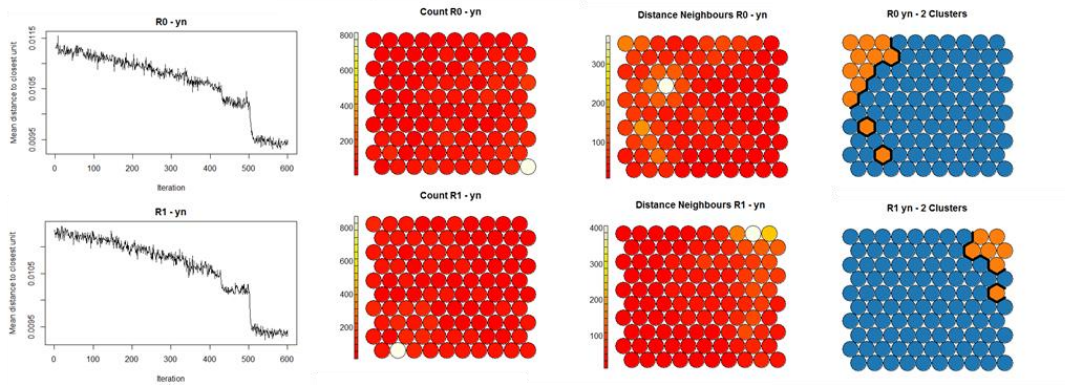 R0 - yn
Mean distance to closest unit
0.0115
0.0105
0.0095
0 100 200 300 400 500 600
Iteration
Count R0 - yn
800
600
400
200
Distance Neighbours R0 - yn
300
200
100
R0 yn - 2 Clusters
R1 - yn
Mean distance to closest unit
0.0105
0.0095
0 100 200 300 400 500 600
Iteration
Count R1 - yn
800
600
400
200
Distance Neighbours R1 - yn
400
300
200
100
R1 yn - 2 Clusters